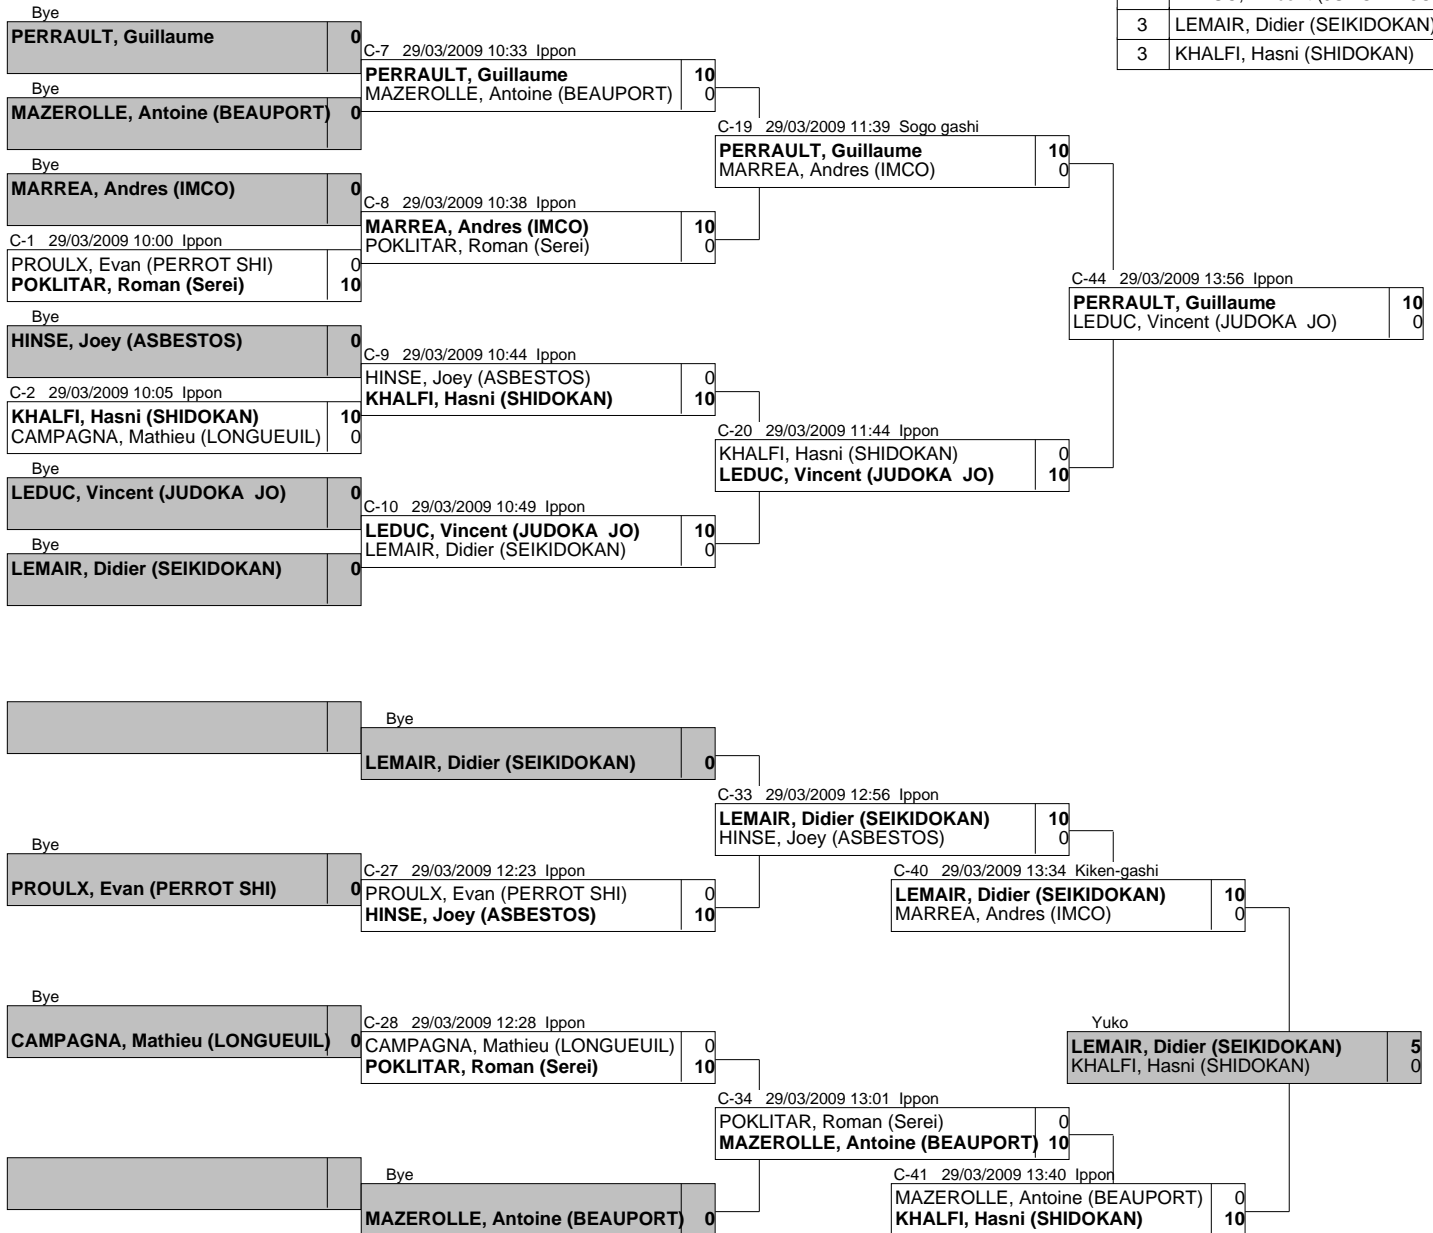 3 LEMAIR, Didier (SEIKIDOKAN)
3 KHALFI, Hasni (SHIDOKAN)
Bye
PERRAULT, Guillaume 0
Bye
MAZEROLLE, Antoine (BEAUPORT) 0
Bye
MARREA, Andres (IMCO) 0
C-1 29/03/2009 10:00 Ippon
PROULX, Evan (PERROT SHI) 0
POKLITAR, Roman (Serei) 10
Bye
HINSE, Joey (ASBESTOS) 0
C-2 29/03/2009 10:05 Ippon
KHALFI, Hasni (SHIDOKAN) 10
CAMPAGNA, Mathieu (LONGUEUIL) 0
Bye
LEDUC, Vincent (JUDOKA JO) 0
Bye
LEMAIR, Didier (SEIKIDOKAN) 0
C-7 29/03/2009 10:33 Ippon
PERRAULT, Guillaume 10
MAZEROLLE, Antoine (BEAUPORT) 0
C-8 29/03/2009 10:38 Ippon
MARREA, Andres (IMCO) 10
POKLITAR, Roman (Serei) 0
C-9 29/03/2009 10:44 Ippon
HINSE, Joey (ASBESTOS) 0
KHALFI, Hasni (SHIDOKAN) 10
C-10 29/03/2009 10:49 Ippon
LEDUC, Vincent (JUDOKA JO) 10
LEMAIR, Didier (SEIKIDOKAN) 0
C-19 29/03/2009 11:39 Sogo gashi
PERRAULT, Guillaume 10
MARREA, Andres (IMCO) 0
C-20 29/03/2009 11:44 Ippon
KHALFI, Hasni (SHIDOKAN) 0
LEDUC, Vincent (JUDOKA JO) 10
C-44 29/03/2009 13:56 Ippon
PERRAULT, Guillaume 10
LEDUC, Vincent (JUDOKA JO) 0
Bye
LEMAIR, Didier (SEIKIDOKAN) 0
Bye
PROULX, Evan (PERROT SHI) 0
C-27 29/03/2009 12:23 Ippon
PROULX, Evan (PERROT SHI) 0
HINSE, Joey (ASBESTOS) 10
Bye
CAMPAGNA, Mathieu (LONGUEUIL) 0
C-28 29/03/2009 12:28 Ippon
CAMPAGNA, Mathieu (LONGUEUIL) 0
POKLITAR, Roman (Serei) 10
Bye
MAZEROLLE, Antoine (BEAUPORT) 0
C-33 29/03/2009 12:56 Ippon
LEMAIR, Didier (SEIKIDOKAN) 10
HINSE, Joey (ASBESTOS) 0
C-34 29/03/2009 13:01 Ippon
POKLITAR, Roman (Serei) 0
MAZEROLLE, Antoine (BEAUPORT) 10
C-40 29/03/2009 13:34 Kiken-gashi
LEMAIR, Didier (SEIKIDOKAN) 10
MARREA, Andres (IMCO) 0
C-41 29/03/2009 13:40 Ippon
MAZEROLLE, Antoine (BEAUPORT) 0
KHALFI, Hasni (SHIDOKAN) 10
Yuko
LEMAIR, Didier (SEIKIDOKAN) 5
KHALFI, Hasni (SHIDOKAN) 0